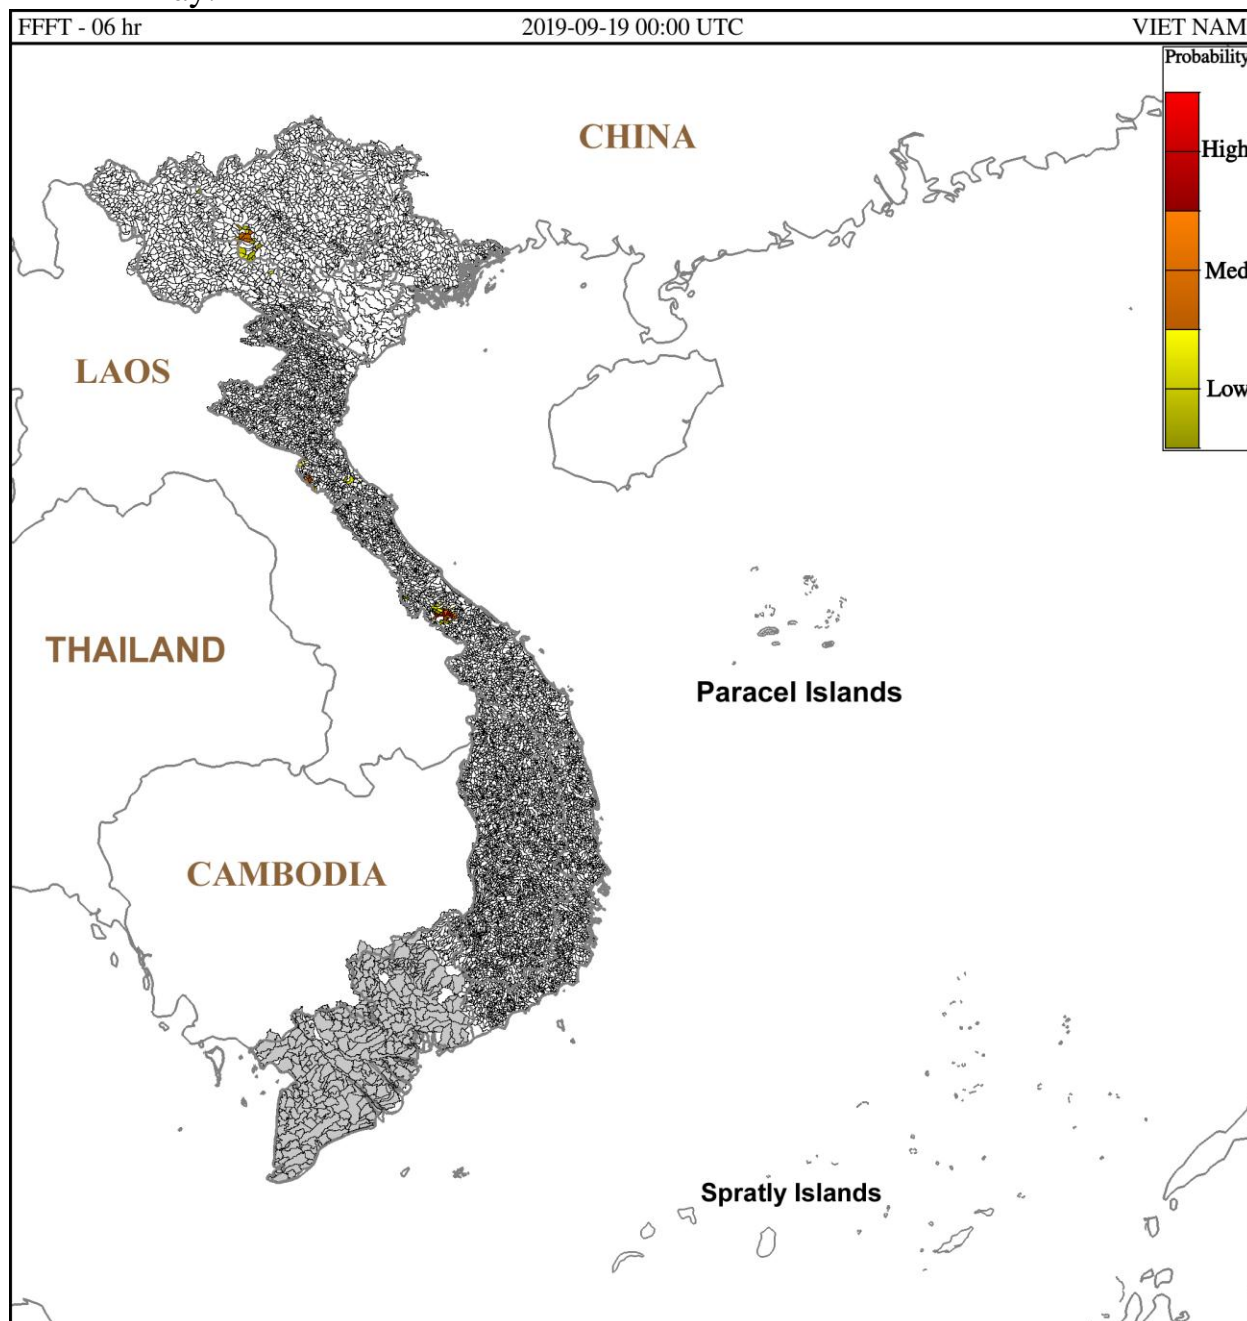 ay.
FFFT - 06 hr 2019-09-19 00:00 UTC VIET NAM
Probability
CHINA
High
Med
LAOS
Low
THAILAND
Paracel Islands
CAMBODIA
Spratly Islands